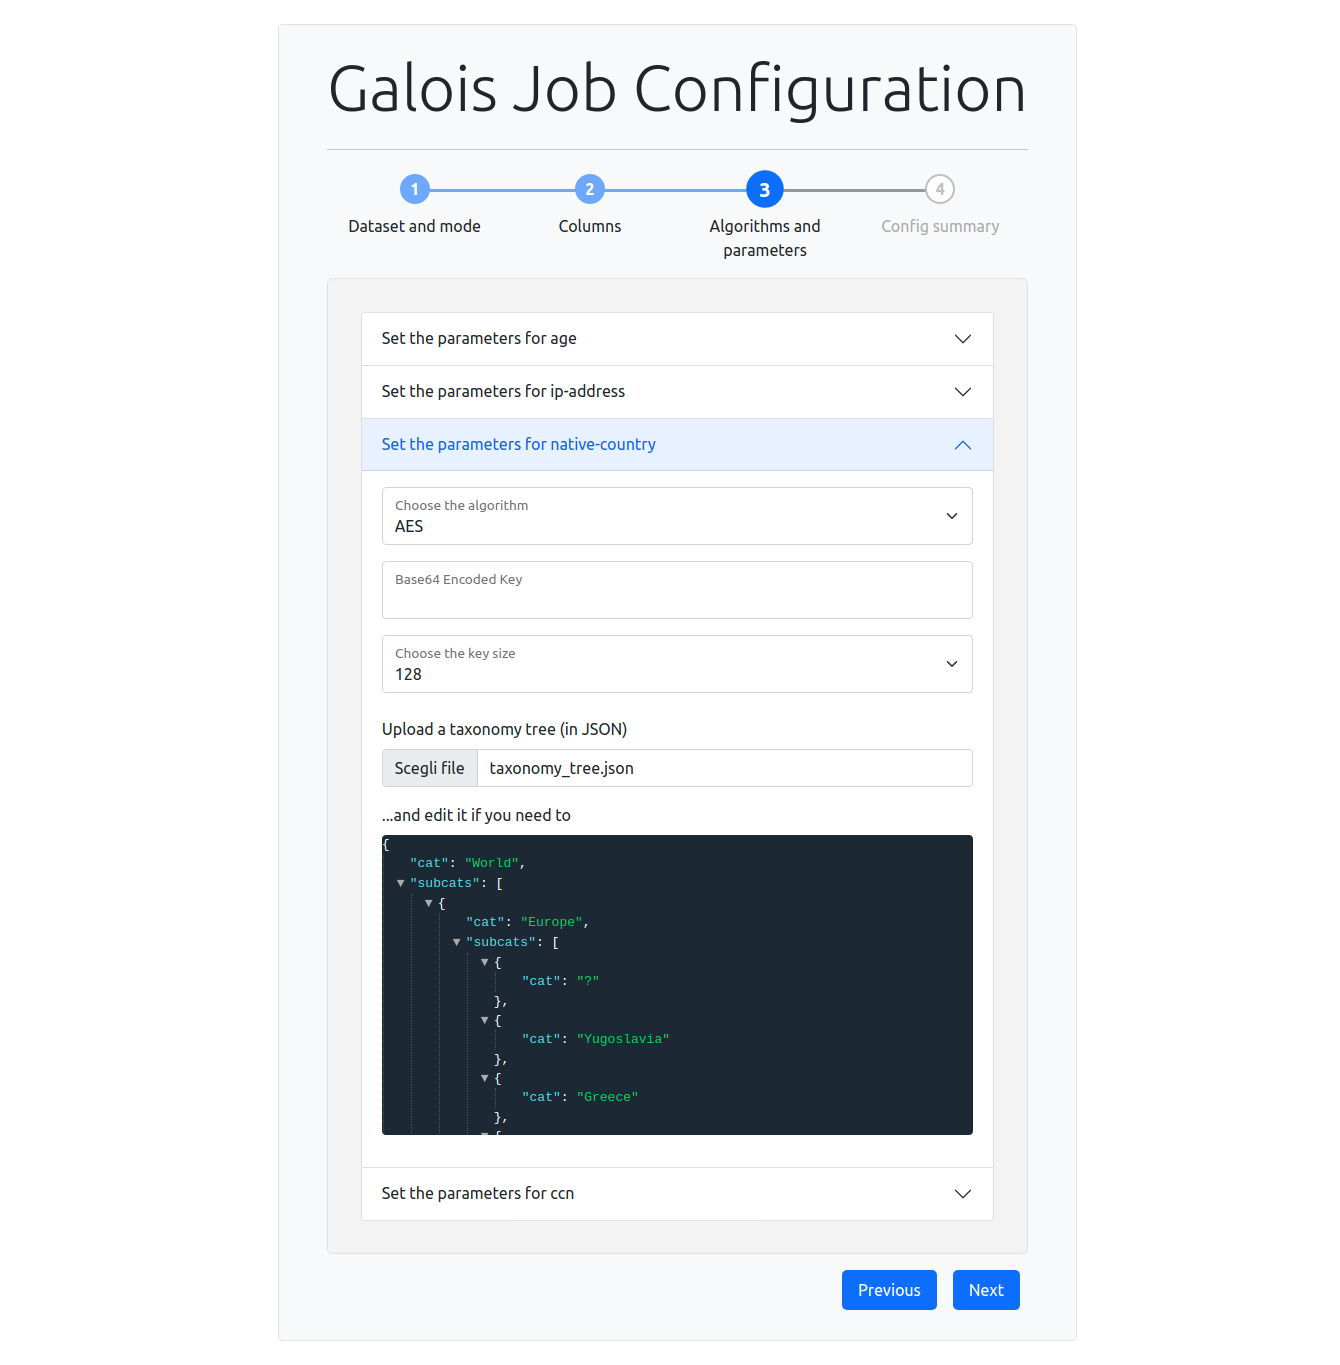 Galois Job Configuration
1
2
3
4
Dataset and mode
Columns
Algorithms and
parameters
Config summary
Set the parameters for age
Set the parameters for ip-address
Set the parameters for native-country
Choose the algorithm
AES
Base64 Encoded Key
Choose the key size
128
Upload a taxonomy tree (in JSON)
Scegli file taxonomy_tree.json
...and edit it if you need to
{
"cat": "World",
"subcats": [
{
"cat": "Europe",
"subcats": [
{
"cat": "?"
},
{
"cat": "Yugoslavia"
},
{
"cat": "Greece"
},
{
Set the parameters for ccn
Previous
Next